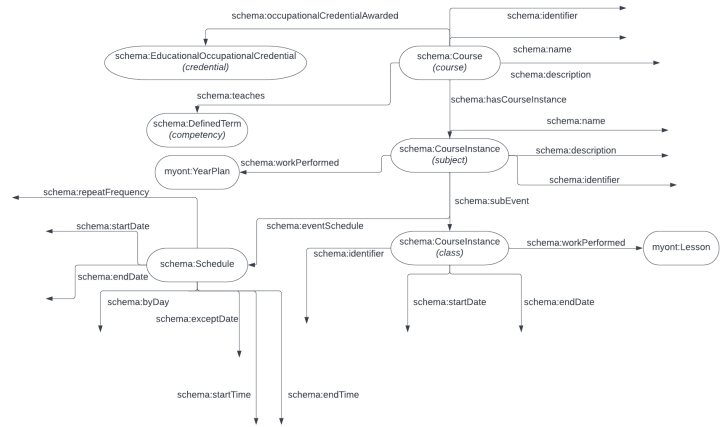 schema:occupationalCredentialAwarded
schema:identifier
schema:name
schema:EducationalOccupationalCredential
(credential)
schema:Course
(course)
schema:description
schema:teaches
schema:hasCourseInstance
schema:DefinedTerm
(competency)
schema:name
schema:CourseInstance
(subject)
schema:description
schema:workPerformed
myont:YearPlan
schema:identifier
schema:repeatFrequency
schema:subEvent
schema:startDate
schema:eventSchedule
schema:CourseInstance
(class)
schema:workPerformed
myont:Lesson
schema:identifier
schema:Schedule
schema:endDate
schema:byDay
schema:startDate
schema:endDate
schema:exceptDate
schema:startTime
schema:endTime